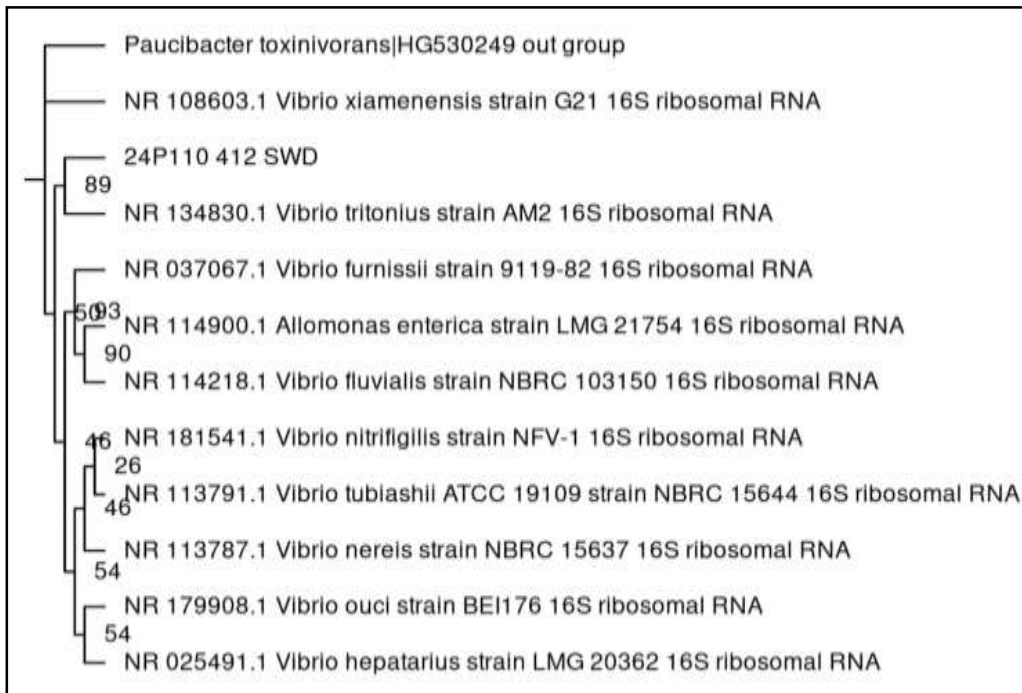 Paucibacter toxinivorans|HG530249 out group
NR 108603.1 Vibrio xiamenensis strain G21 16S ribosomal RNA
24P110 412 SWD
89
NR 134830.1 Vibrio tritonius strain AM2 16S ribosomal RNA
NR 037067.1 Vibrio furnissii strain 9119-82 16S ribosomal RNA
50
93
NR 114900.1 Allomonas enterica strain LMG 21754 16S ribosomal RNA
90
NR 114218.1 Vibrio fluvialis strain NBRC 103150 16S ribosomal RNA
46
NR 181541.1 Vibrio nitrifigilis strain NFV-1 16S ribosomal RNA
26
NR 113791.1 Vibrio tubiashii ATCC 19109 strain NBRC 15644 16S ribosomal RNA
46
NR 113787.1 Vibrio nereis strain NBRC 15637 16S ribosomal RNA
54
NR 179908.1 Vibrio ouci strain BEI176 16S ribosomal RNA
54
NR 025491.1 Vibrio hepatarius strain LMG 20362 16S ribosomal RNA